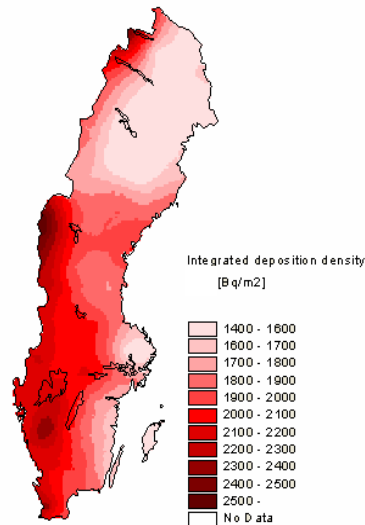 Integrated deposition density
[Bq/m2]
1400 - 1600
1600 - 1700
1700 - 1800
1800 - 1900
1900 - 2000
2000 - 2100
2100 - 2200
2200 - 2300
2300 - 2400
2400 - 2500
2500 -
No Data